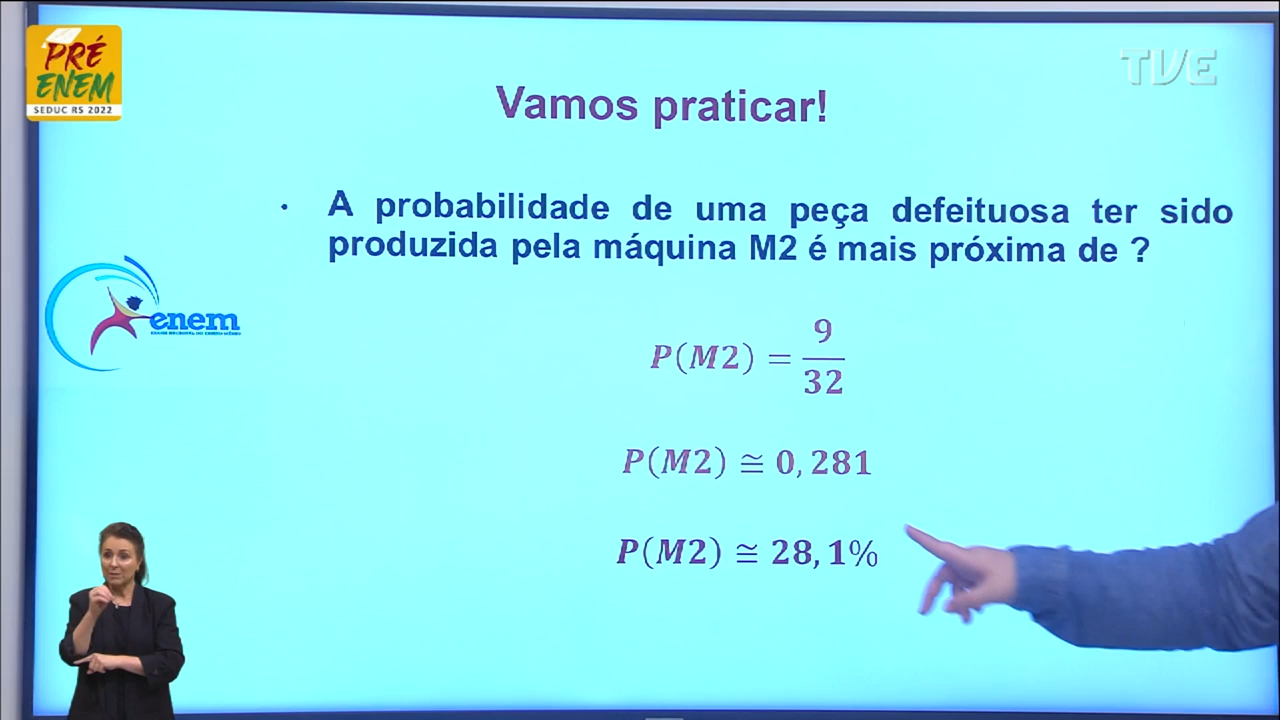 PRÉ
ENEM
SEDUC RS 2022
TVE
Vamos praticar!
· A probabilidade de uma peça defeituosa ter sido
produzida pela máquina M2 é mais próxima de ?
enem
P(M2) = 9/32
P(M2) ≅ 0, 281
P(M2) ≅ 28, 1%